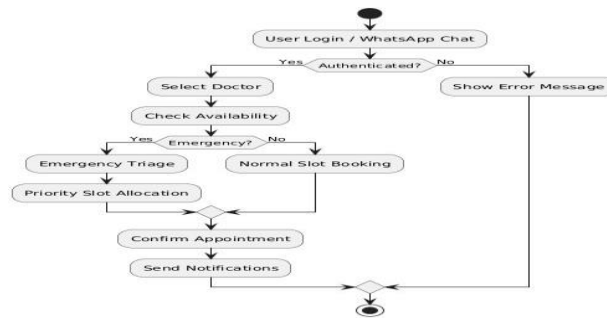 User Login / WhatsApp Chat
Yes
Authenticated?
No
Select Doctor
Show Error Message
Check Availability
Yes
Emergency?
No
Emergency Triage
Normal Slot Booking
Priority Slot Allocation
Confirm Appointment
Send Notifications